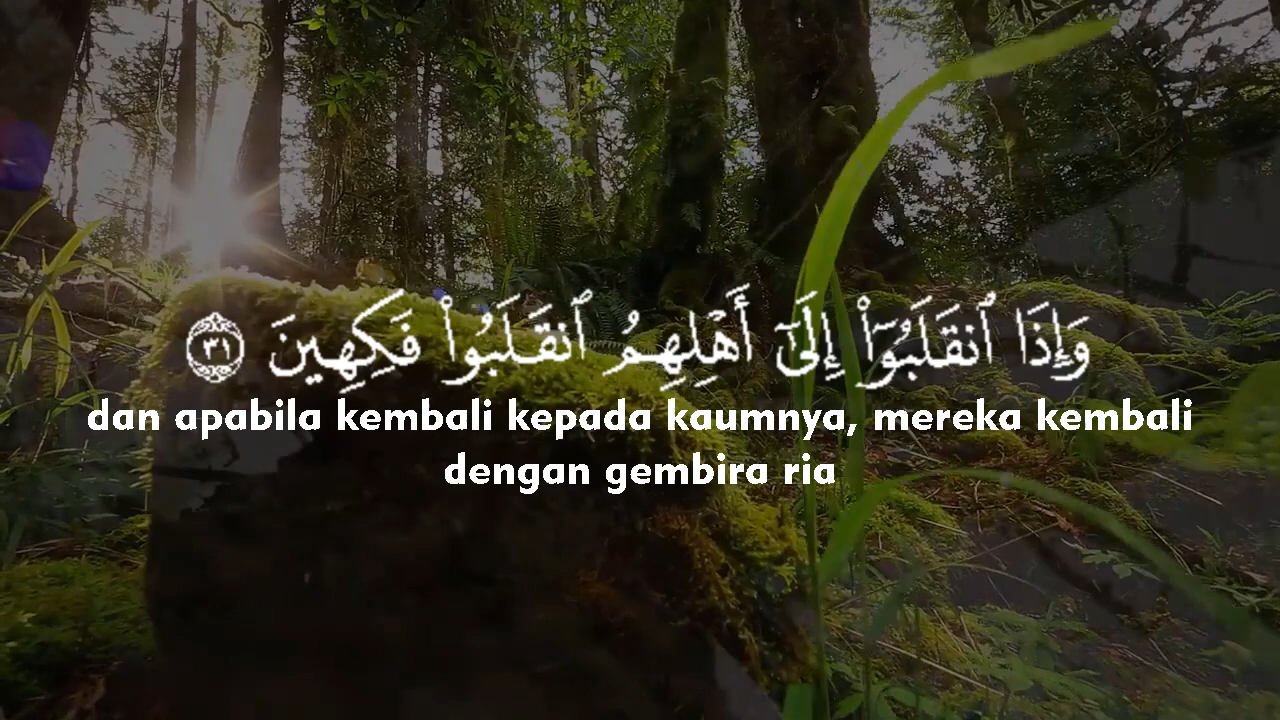 وَإِذَا ٱنقَلَبُوٓا۟ إِلَىٰٓ أَهْلِهِمُ ٱنقَلَبُوا۟ فَكِهِينَ ٣١
dan apabila kembali kepada kaumnya, mereka kembali
dengan gembira ria